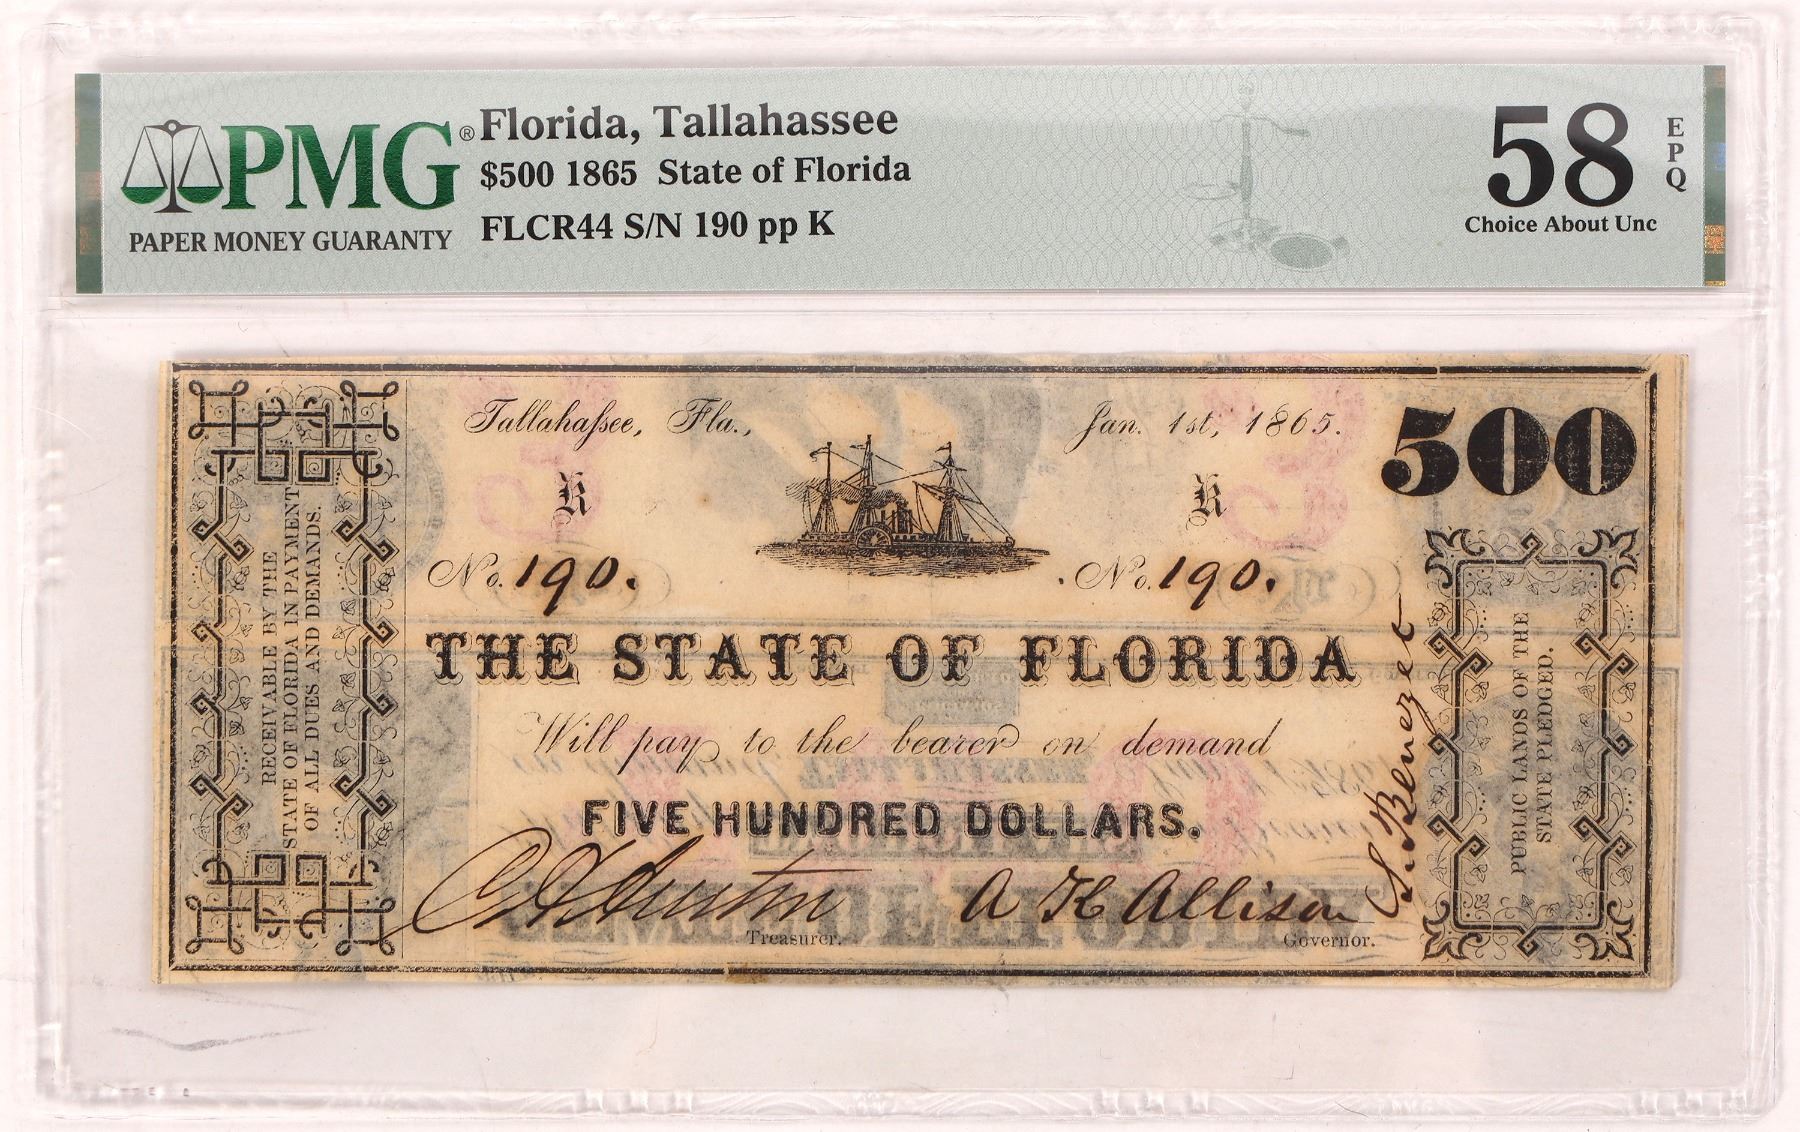 PMG®
PAPER MONEY GUARANTY
Florida, Tallahassee
$500 1865 State of Florida
FLCR44 S/N 190 pp K
58
EPQ
Choice About Unc
Tallahaſsee, Fla.,
Jan. 1st, 1865.
500
K
K
No. 190.
No. 190.
THE STATE OF FLORIDA
Will pay to the bearer on demand
FIVE HUNDRED DOLLARS.
C H Austin
Treasurer.
A K Allison
Governor.
S. Benezet
RECEIVABLE BY THE
STATE OF FLORIDA IN PAYMENT
OF ALL DUES AND DEMANDS.
PUBLIC LANDS OF THE
STATE PLEDGED.